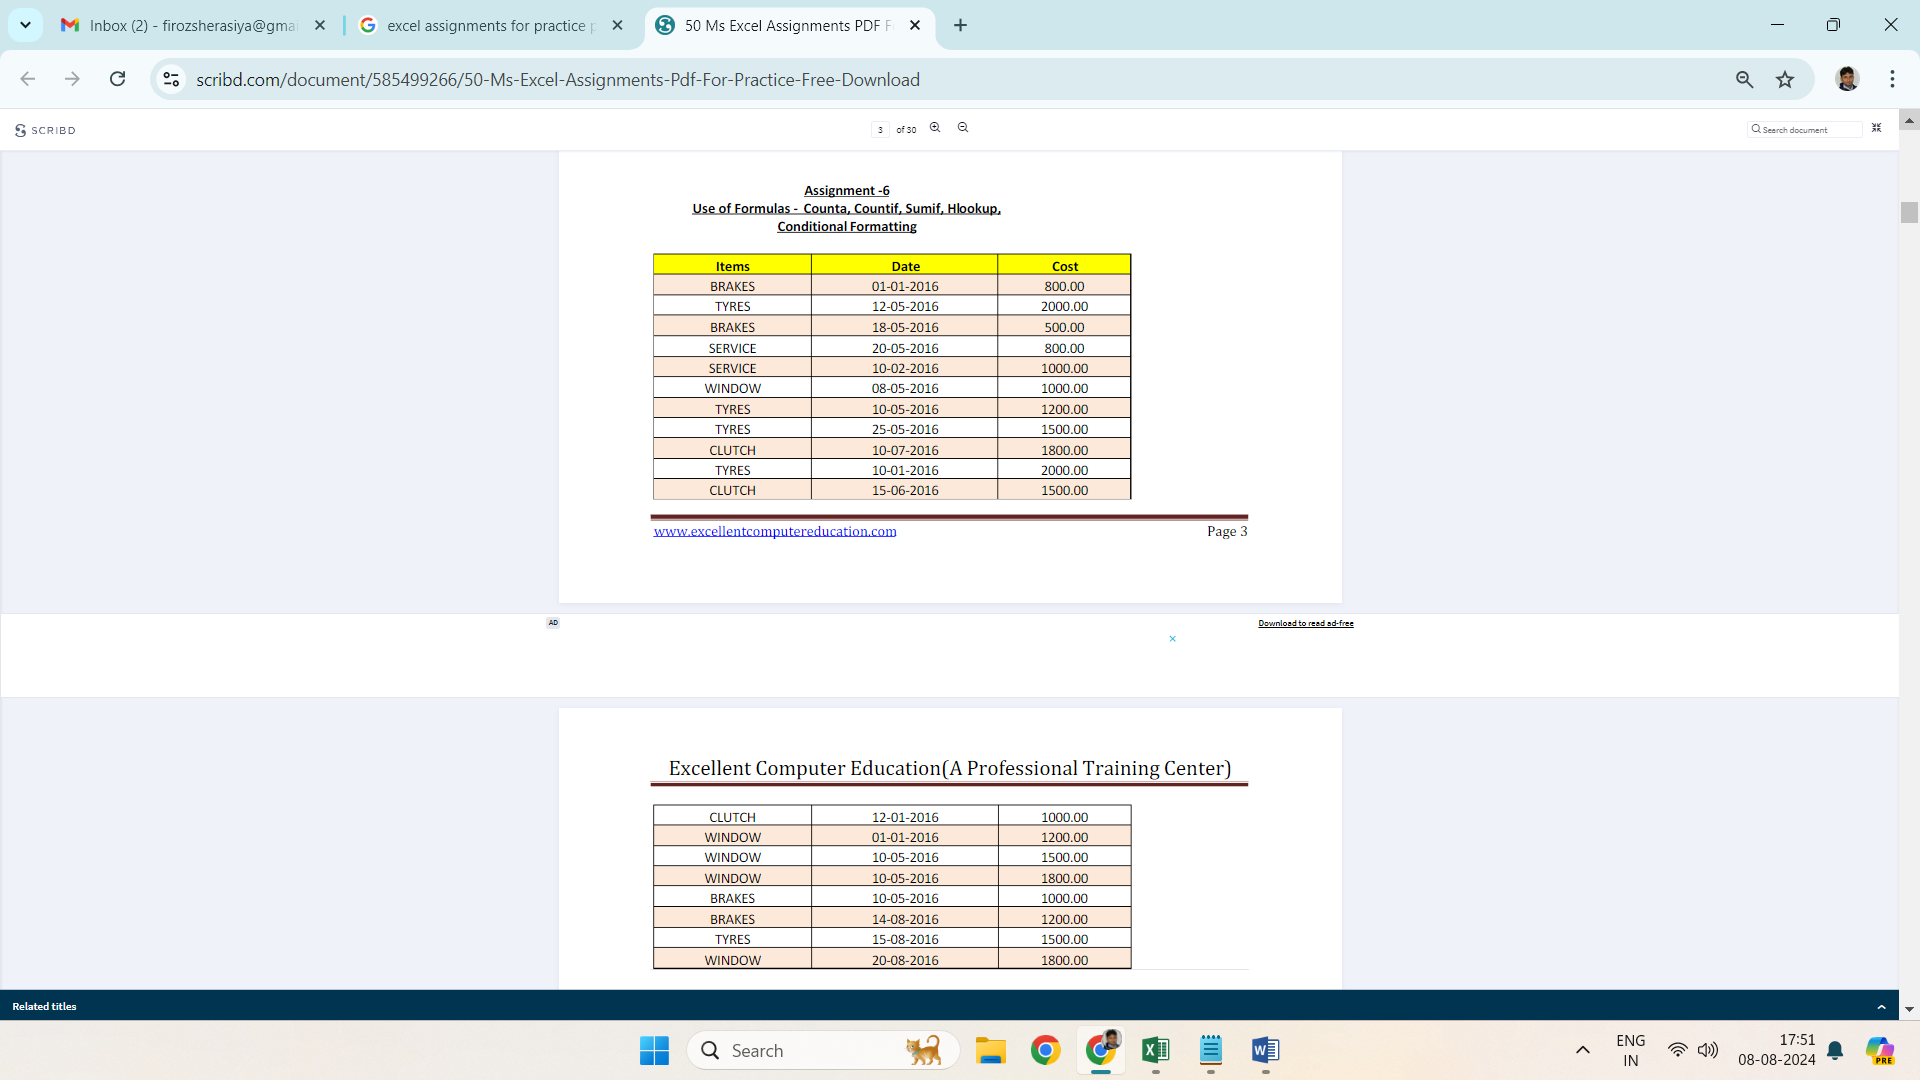 Inbox (2) - firozsherasiya@gmai
excel assignments for practice p
50 Ms Excel Assignments PDF F
scribd.com/document/585499266/50-Ms-Excel-Assignments-Pdf-For-Practice-Free-Download
SCRIBD
3 of 30
Search document
Assignment -6
Use of Formulas - Counta, Countif, Sumif, Hlookup,
Conditional Formatting
Items Date Cost
BRAKES 01-01-2016 800.00
TYRES 12-05-2016 2000.00
BRAKES 18-05-2016 500.00
SERVICE 20-05-2016 800.00
SERVICE 10-02-2016 1000.00
WINDOW 08-05-2016 1000.00
TYRES 10-05-2016 1200.00
TYRES 25-05-2016 1500.00
CLUTCH 10-07-2016 1800.00
TYRES 10-01-2016 2000.00
CLUTCH 15-06-2016 1500.00
www.excellentcomputereducation.com Page 3
AD
Download to read ad-free
Excellent Computer Education(A Professional Training Center)
CLUTCH 12-01-2016 1000.00
WINDOW 01-01-2016 1200.00
WINDOW 10-05-2016 1500.00
WINDOW 10-05-2016 1800.00
BRAKES 10-05-2016 1000.00
BRAKES 14-08-2016 1200.00
TYRES 15-08-2016 1500.00
WINDOW 20-08-2016 1800.00
Related titles
Search
ENG
IN
17:51
08-08-2024
PRE